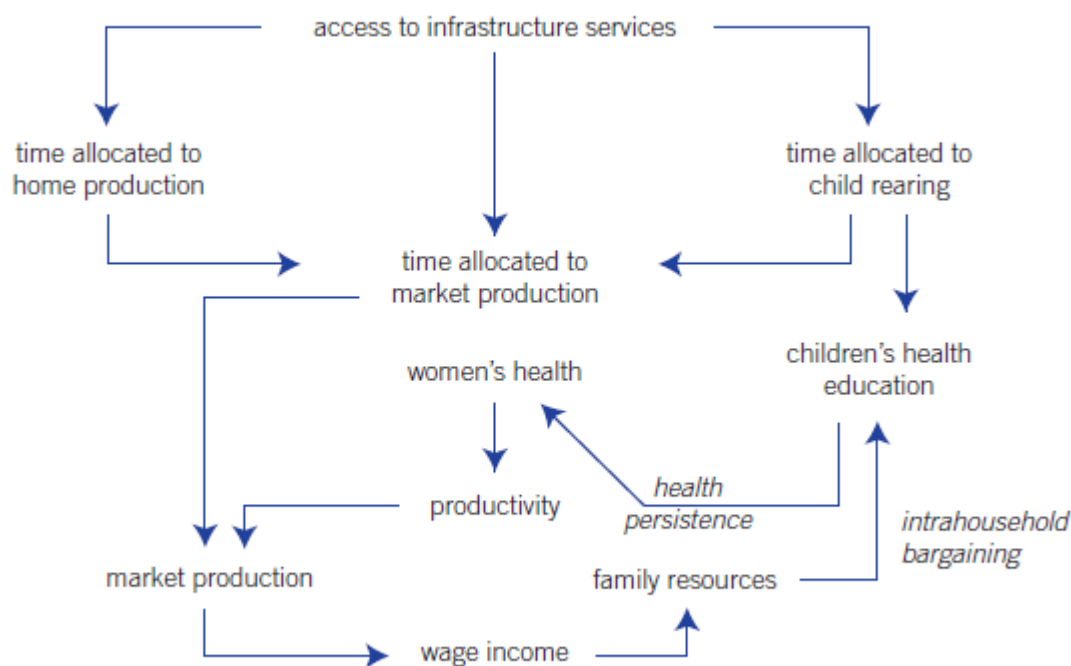 access to infrastructure services
time allocated to
home production
time allocated to
child rearing
time allocated to
market production
women's health
children's health
education
productivity
health
persistence
intrahousehold
bargaining
market production
family resources
wage income